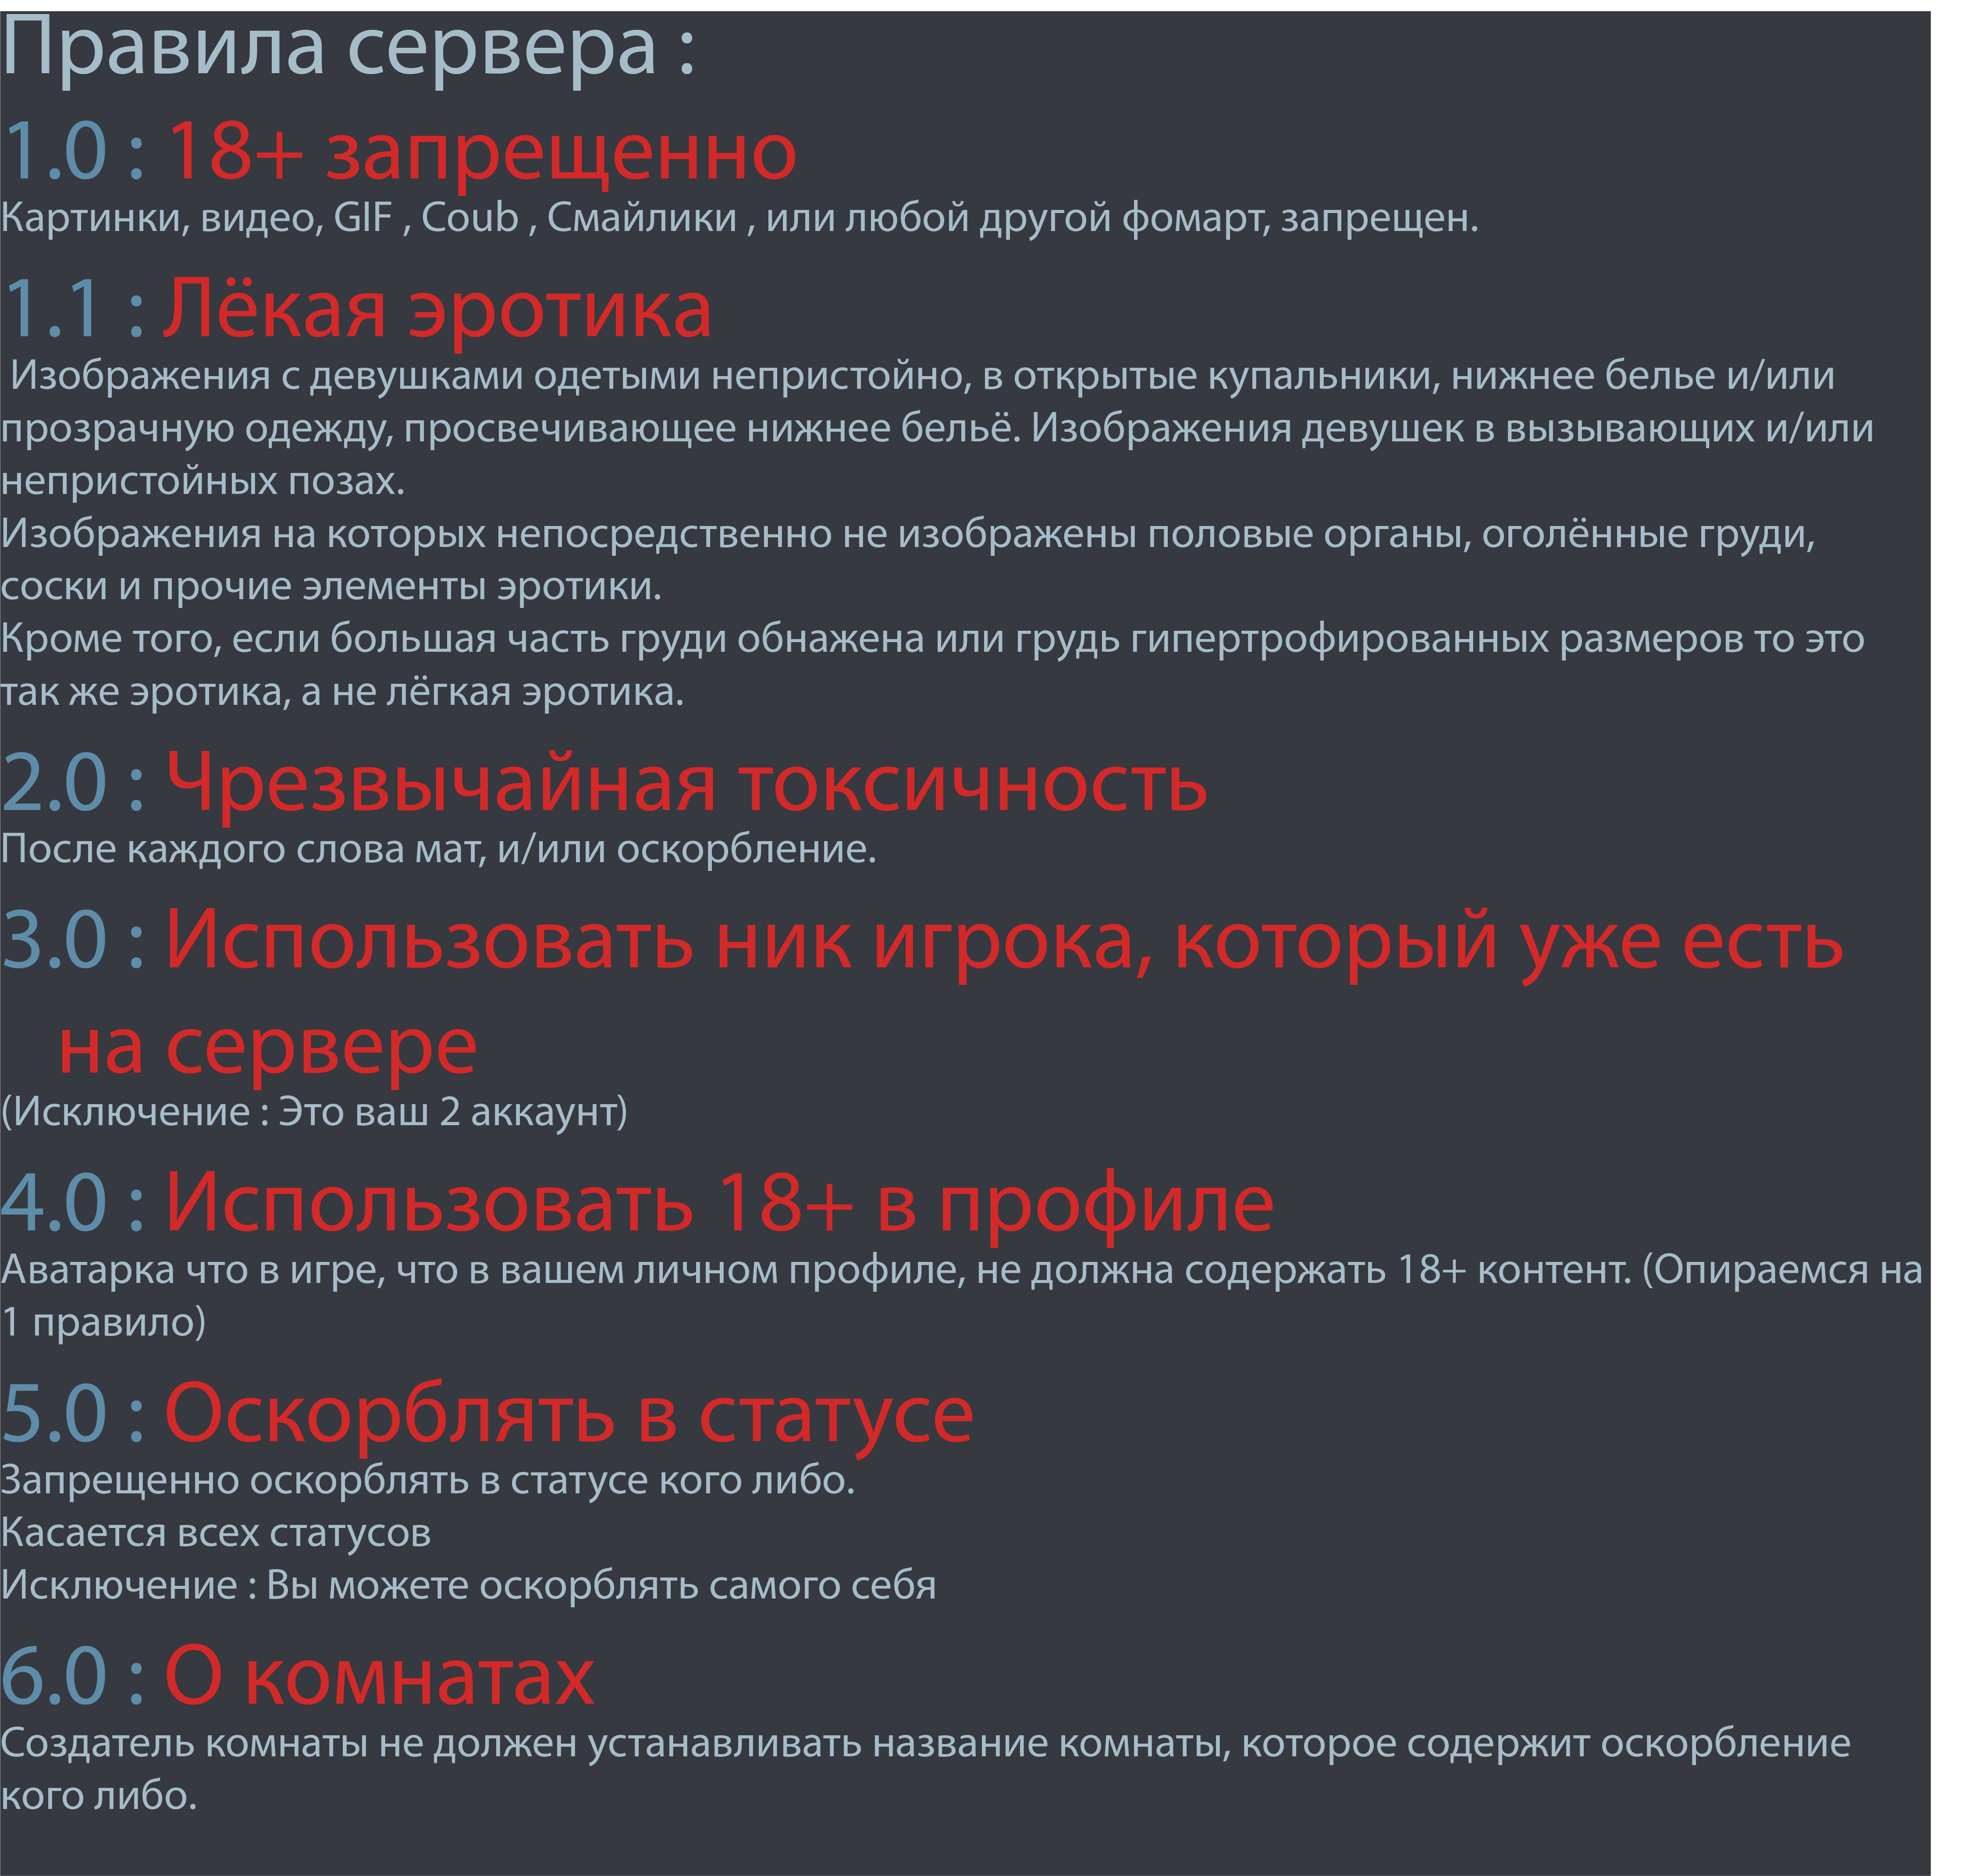 Правила сервера :
1.0 : 18+ запрещенно
Картинки, видео, GIF , Coub , Смайлики , или любой другой фомарт, запрещен.
1.1 : Лёкая эротика
Изображения с девушками одетыми непристойно, в открытые купальники, нижнее белье и/или
прозрачную одежду, просвечивающее нижнее бельё. Изображения девушек в вызывающих и/или
непристойных позах.
Изображения на которых непосредственно не изображены половые органы, оголённые груди,
соски и прочие элементы эротики.
Кроме того, если большая часть груди обнажена или грудь гипертрофированных размеров то это
так же эротика, а не лёгкая эротика.
2.0 : Чрезвычайная токсичность
После каждого слова мат, и/или оскорбление.
3.0 : Использовать ник игрока, который уже есть
на сервере
(Исключение : Это ваш 2 аккаунт)
4.0 : Использовать 18+ в профиле
Аватарка что в игре, что в вашем личном профиле, не должна содержать 18+ контент. (Опираемся на
1 правило)
5.0 : Оскорблять в статусе
Запрещенно оскорблять в статусе кого либо.
Касается всех статусов
Исключение : Вы можете оскорблять самого себя
6.0 : О комнатах
Создатель комнаты не должен устанавливать название комнаты, которое содержит оскорбление
кого либо.